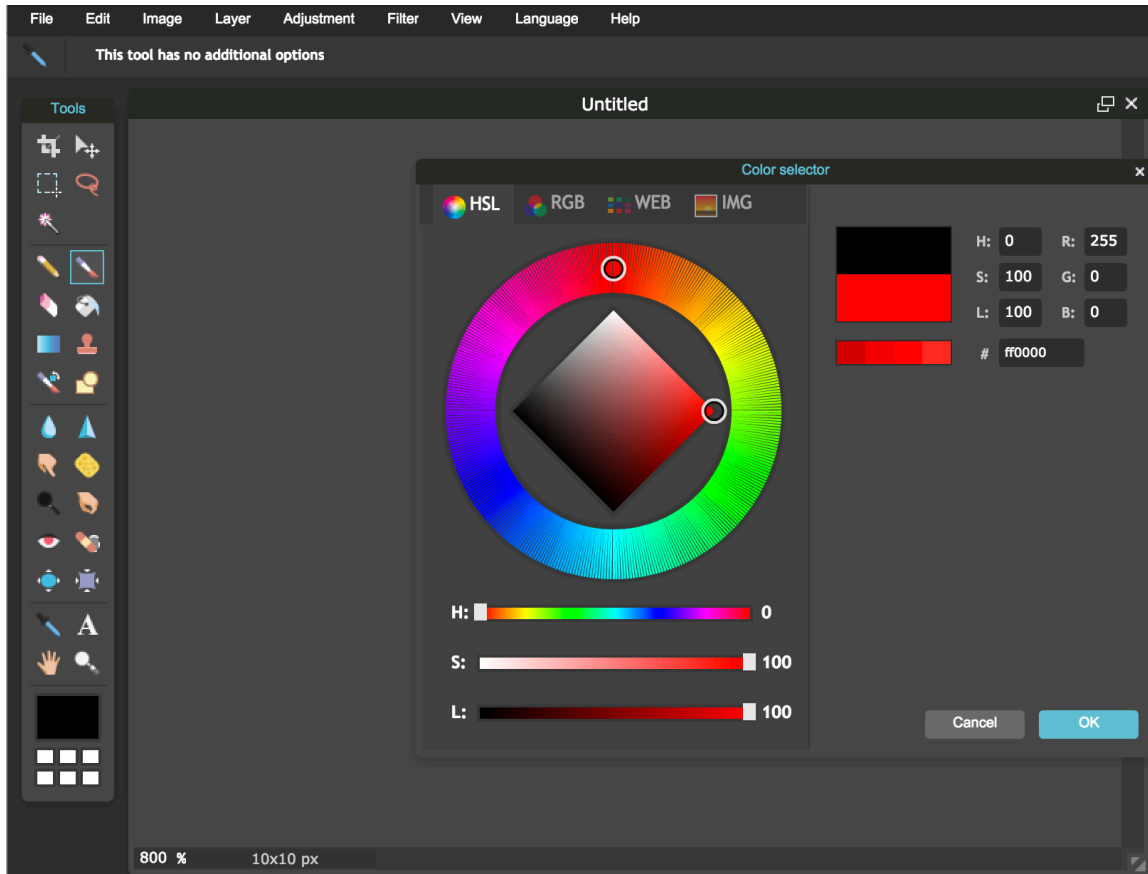 File Edit Image Layer Adjustment Filter View Language Help
This tool has no additional options
Tools
Untitled
Color selector
HSL RGB WEB IMG
H: 0 R: 255
S: 100 G: 0
L: 100 B: 0
# ff0000
H: 0
S: 100
L: 100
Cancel OK
A
800 % 10x10 px